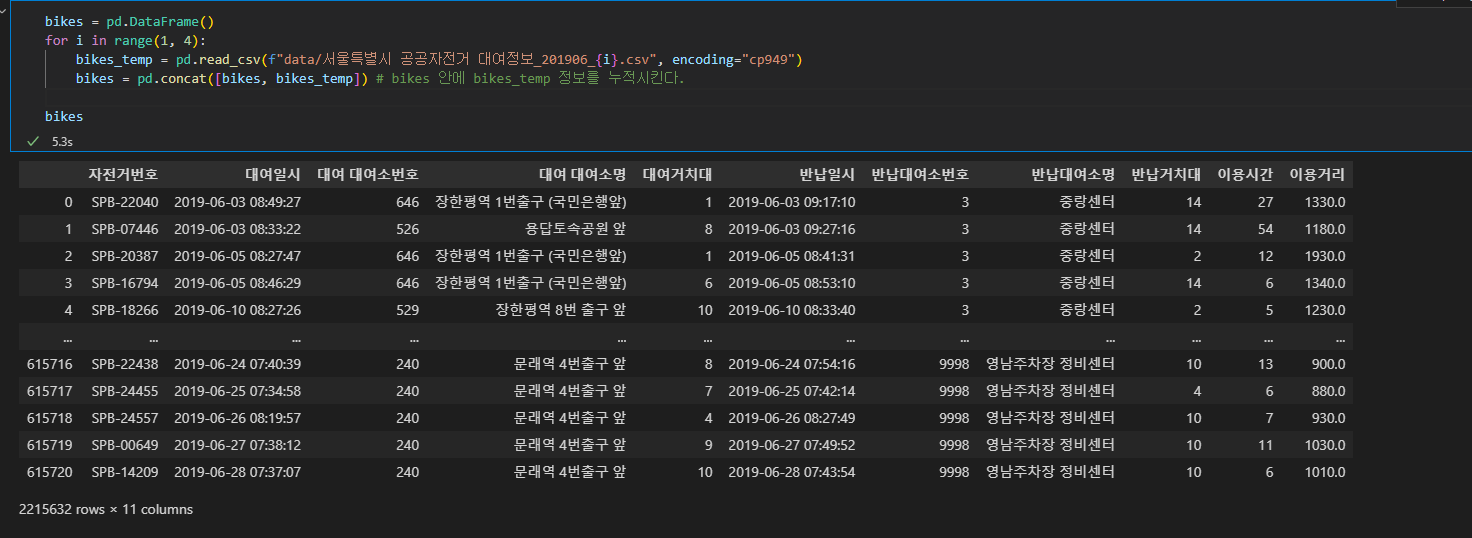 bikes = pd.DataFrame()
for i in range(1, 4):
    bikes_temp = pd.read_csv(f"data/서울특별시 공공자전거 대여정보_201906_{i}.csv", encoding="cp949")
    bikes = pd.concat([bikes, bikes_temp]) # bikes 안에 bikes_temp 정보를 누적시킨다.
bikes
5.3s
자전거번호 대여일시 대여 대여소번호 대여 대여소명 대여거치대 반납일시 반납대여소번호 반납대여소명 반납거치대 이용시간 이용거리
0 SPB-22040 2019-06-03 08:49:27 646 장한평역 1번출구 (국민은행앞) 1 2019-06-03 09:17:10 3 중랑센터 14 27 1330.0
1 SPB-07446 2019-06-03 08:33:22 526 용답토속공원 앞 8 2019-06-03 09:27:16 3 중랑센터 14 54 1180.0
2 SPB-20387 2019-06-05 08:27:47 646 장한평역 1번출구 (국민은행앞) 1 2019-06-05 08:41:31 3 중랑센터 2 12 1930.0
3 SPB-16794 2019-06-05 08:46:29 646 장한평역 1번출구 (국민은행앞) 6 2019-06-05 08:53:10 3 중랑센터 14 6 1340.0
4 SPB-18266 2019-06-10 08:27:26 529 장한평역 8번 출구 앞 10 2019-06-10 08:33:40 3 중랑센터 2 5 1230.0
... ... ... ... ... ... ... ... ... ... ... ...
615716 SPB-22438 2019-06-24 07:40:39 240 문래역 4번출구 앞 8 2019-06-24 07:54:16 9998 영남주차장 정비센터 10 13 900.0
615717 SPB-24455 2019-06-25 07:34:58 240 문래역 4번출구 앞 7 2019-06-25 07:42:14 9998 영남주차장 정비센터 4 6 880.0
615718 SPB-24557 2019-06-26 08:19:57 240 문래역 4번출구 앞 4 2019-06-26 08:27:49 9998 영남주차장 정비센터 10 7 930.0
615719 SPB-00649 2019-06-27 07:38:12 240 문래역 4번출구 앞 9 2019-06-27 07:49:52 9998 영남주차장 정비센터 10 11 1030.0
615720 SPB-14209 2019-06-28 07:37:07 240 문래역 4번출구 앞 10 2019-06-28 07:43:54 9998 영남주차장 정비센터 10 6 1010.0
2215632 rows × 11 columns